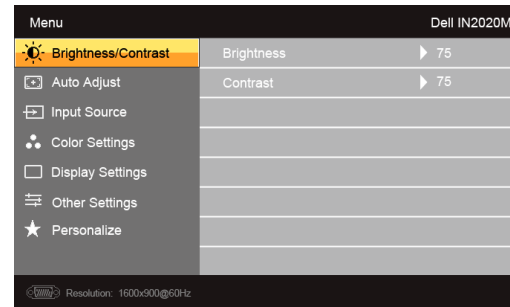 Menu Dell IN2020M
Brightness/Contrast Brightness 75
Auto Adjust Contrast 75
Input Source
Color Settings
Display Settings
Other Settings
Personalize
Resolution: 1600x900@60Hz